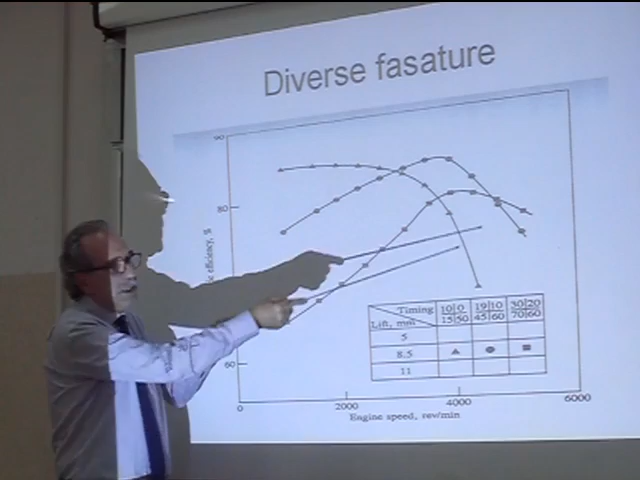 Diverse fasature
90
80
efficiency, %
60
0
2000
4000
6000
Engine speed, rev/min
Timing 10|0 19|10 30|20
Lift, mm 15|50 45|60 70|60
5
8.5
11